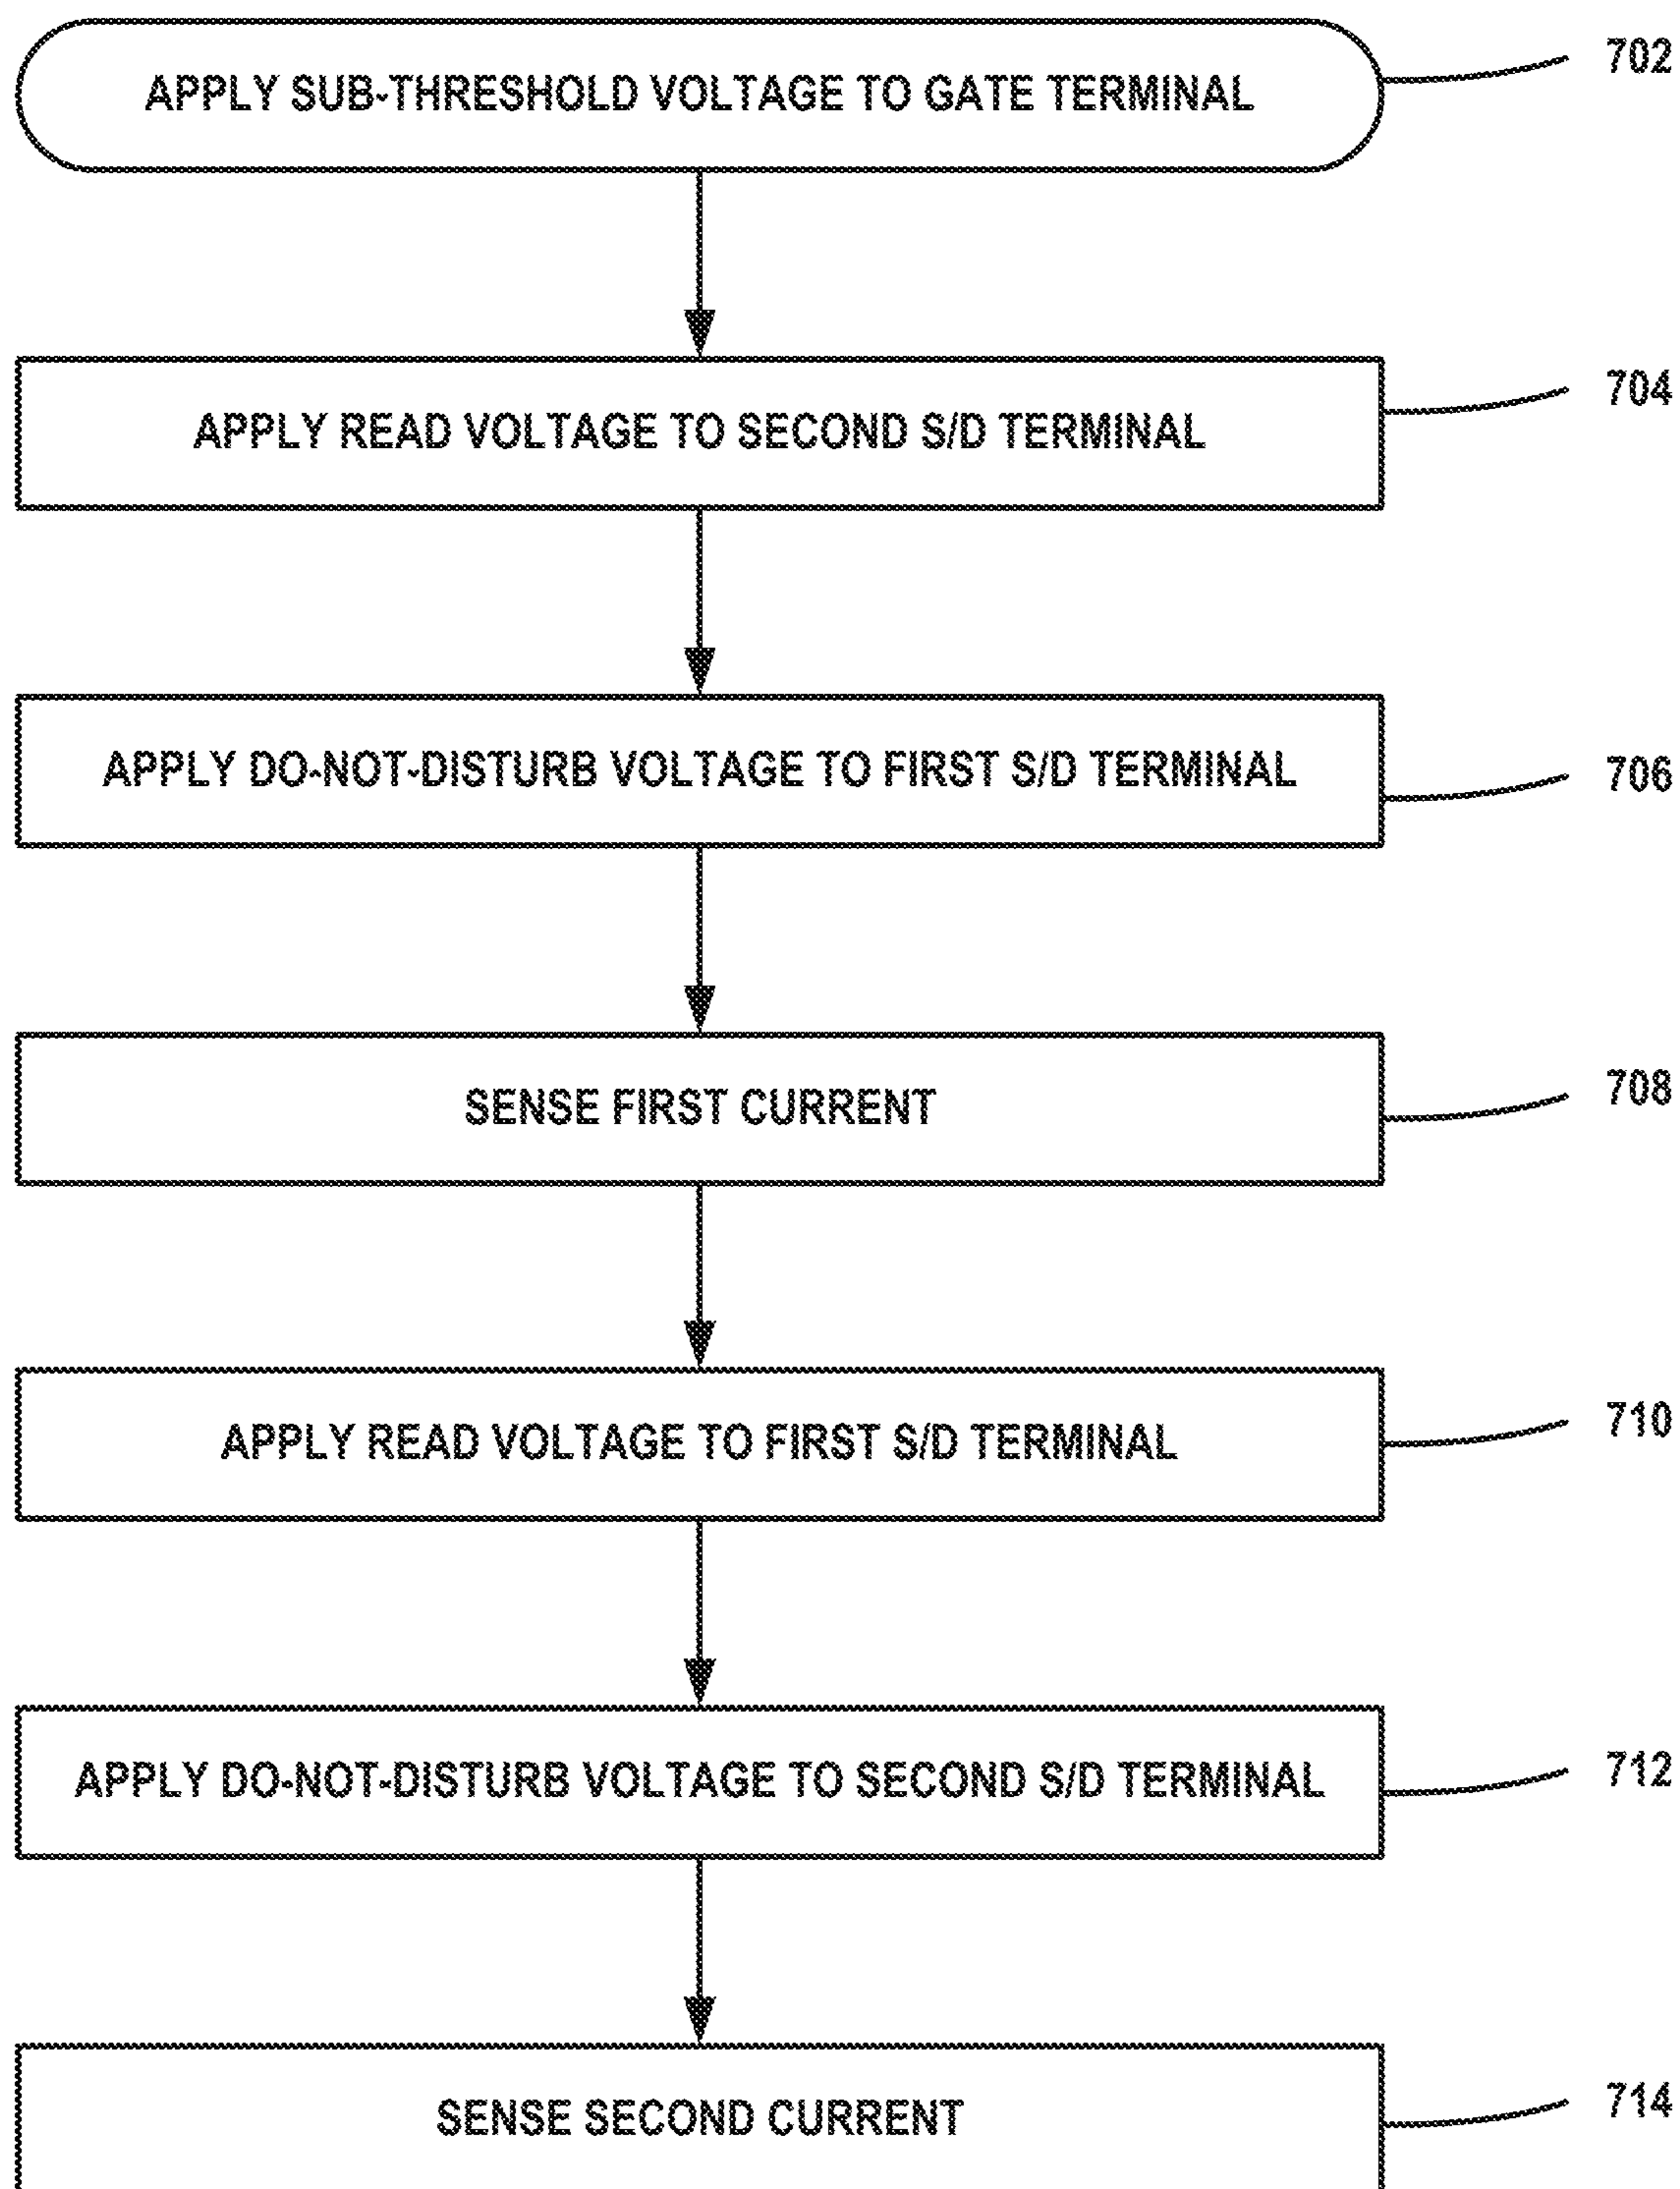 APPLY SUB-THRESHOLD VOLTAGE TO GATE TERMINAL
702
APPLY READ VOLTAGE TO SECOND S/D TERMINAL
704
APPLY DO-NOT-DISTURB VOLTAGE TO FIRST S/D TERMINAL
706
SENSE FIRST CURRENT
708
APPLY READ VOLTAGE TO FIRST S/D TERMINAL
710
APPLY DO-NOT-DISTURB VOLTAGE TO SECOND S/D TERMINAL
712
SENSE SECOND CURRENT
714